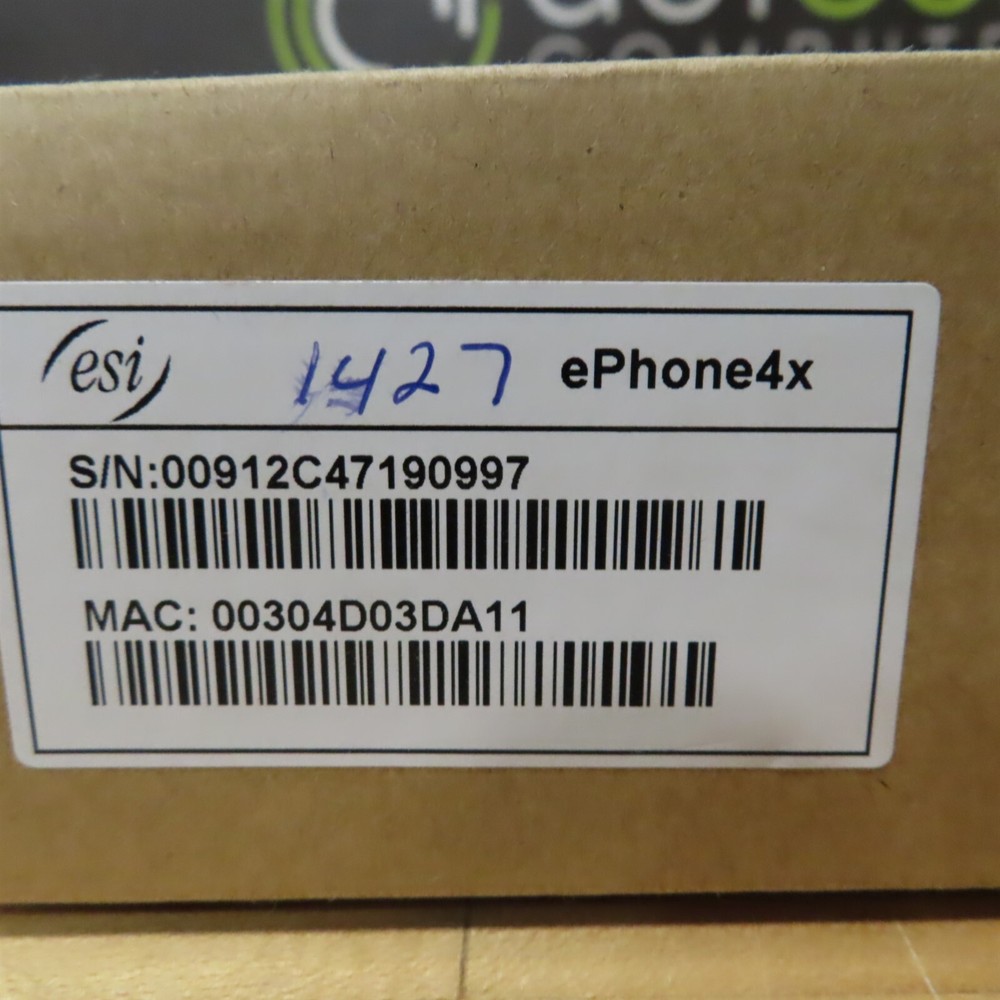 esi 1427 ePhone4x
S/N:00912C47190997
MAC: 00304D03DA11